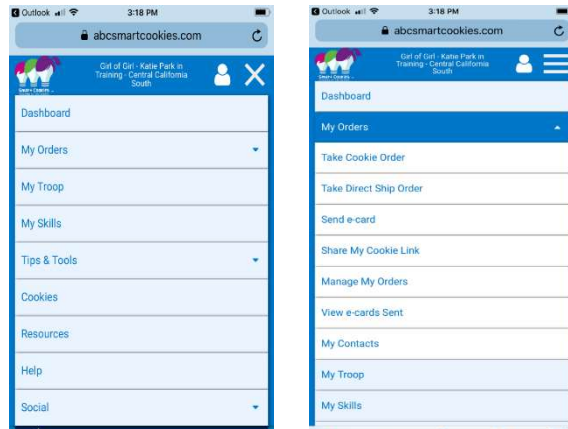 Outlook
3:18 PM
abcsmartcookies.com
Girl of Girl - Katie Park in
Training - Central California
South
Dashboard
My Orders
My Troop
My Skills
Tips & Tools
Cookies
Resources
Help
Social
Outlook
3:18 PM
abcsmartcookies.com
Girl of Girl - Katie Park in
Training - Central California
South
Dashboard
My Orders
Take Cookie Order
Take Direct Ship Order
Send e-card
Share My Cookie Link
Manage My Orders
View e-cards Sent
My Contacts
My Troop
My Skills